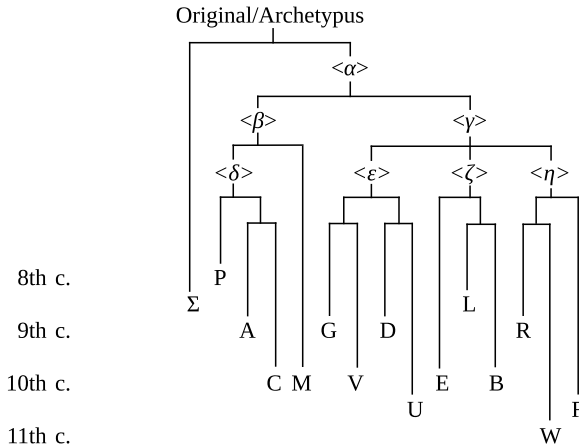 Original/Archetypus
<α>
<β> <γ>
<δ> <ε> <ζ> <η>
8th c. P
Σ L
9th c. A G D R
10th c. C M V E B
U
11th c. W